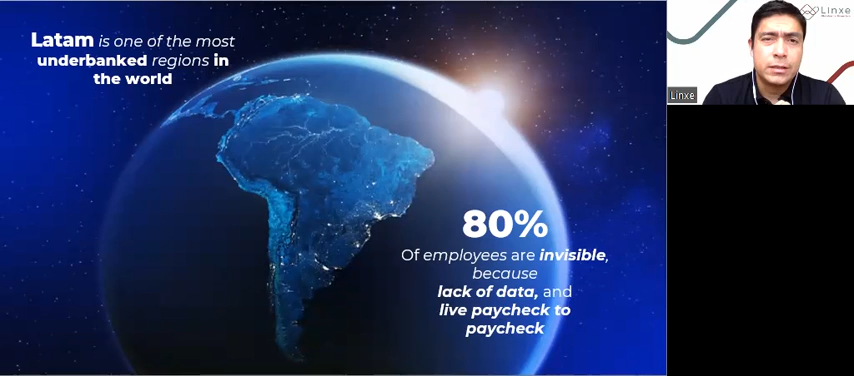 Latam is one of the most
underbanked regions in
the world
80%
Of employees are invisible,
because
lack of data, and
live paycheck to
paycheck
Linxe
Linxe